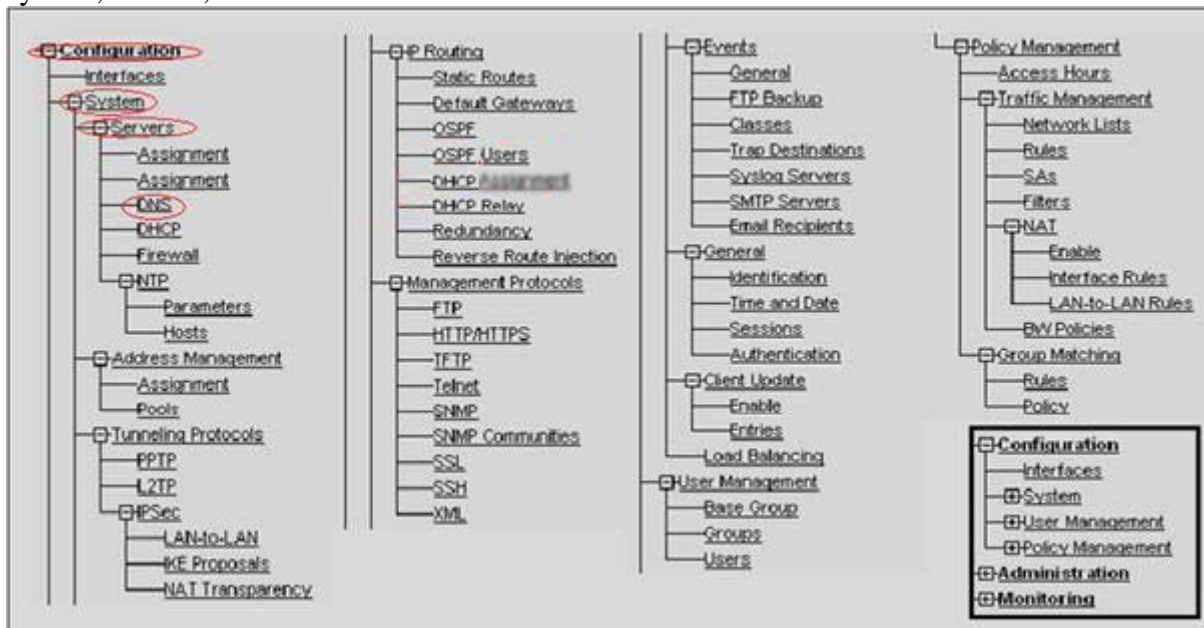 Configuration
Interfaces
System
Servers
Assignment
Assignment
DNS
DHCP
Firewall
NTP
Parameters
Hosts
Address Management
Assignment
Pools
Tunneling Protocols
PPTP
L2TP
IPSec
LAN-to-LAN
IKE Proposals
NAT Transparency
IP Routing
Static Routes
Default Gateways
OSPF
OSPF Users
DHCP Assignment
DHCP Relay
Redundancy
Reverse Route Injection
Management Protocols
FTP
HTTP/HTTPS
TFTP
Telnet
SNMP
SNMP Communities
SSL
SSH
XML
Events
General
FTP Backup
Classes
Trap Destinations
Syslog Servers
SMTP Servers
Email Recipients
General
Identification
Time and Date
Sessions
Authentication
Client Update
Enable
Entries
Load Balancing
User Management
Base Group
Groups
Users
Policy Management
Access Hours
Traffic Management
Network Lists
Rules
SAs
Filters
NAT
Enable
Interface Rules
LAN-to-LAN Rules
BW Policies
Group Matching
Rules
Policy
Configuration
Interfaces
System
User Management
Policy Management
Administration
Monitoring